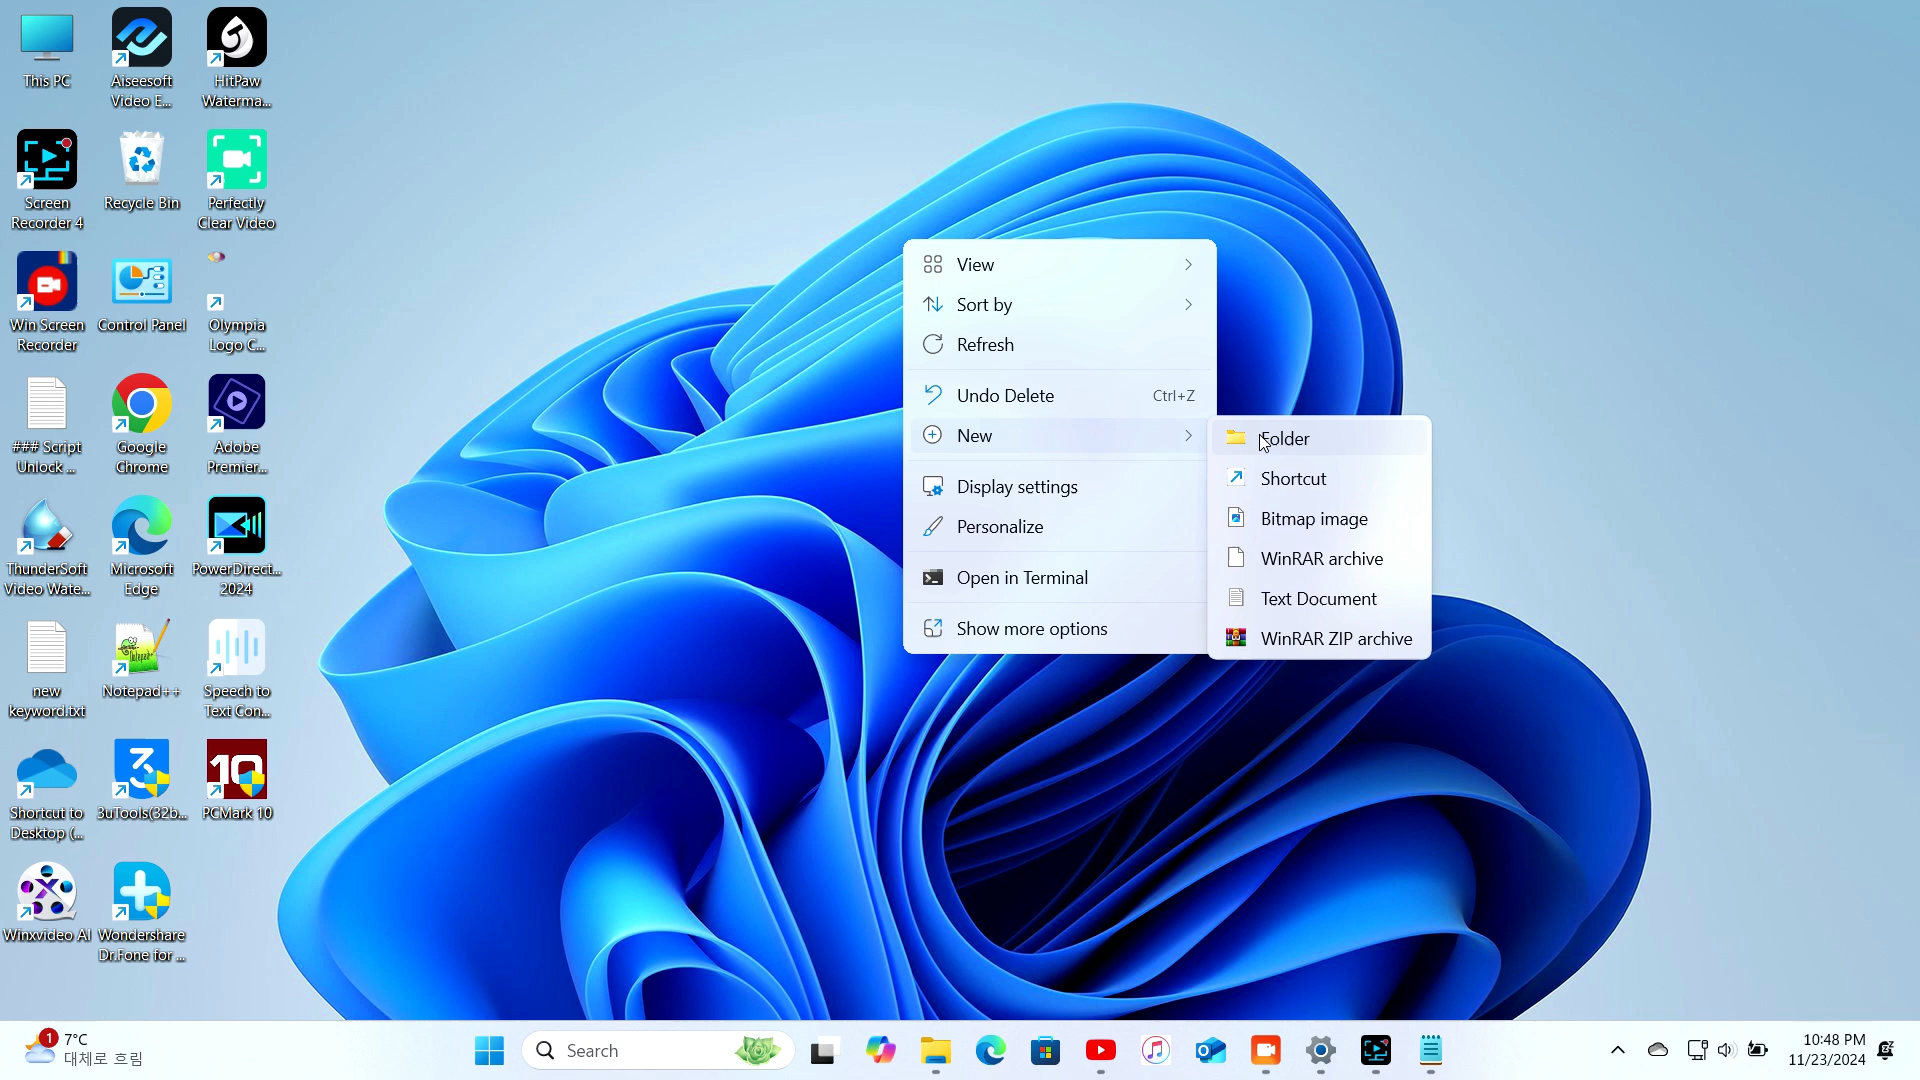 This PC
Aiseesoft
Video E...
HitPaw
Waterma...
Screen
Recorder 4
Recycle Bin
Perfectly
Clear Video
Win Screen
Recorder
Control Panel
Olympia
Logo C...
### Script
Unlock ...
Google
Chrome
Adobe
Premier...
ThunderSoft
Video Wate...
Microsoft
Edge
PowerDirect...
2024
new
keyword.txt
Notepad++
Speech to
Text Con...
Shortcut to
Desktop (...
3uTools(32b...
10
PCMark 10
Winxvideo AI
Wondershare
Dr.Fone for ...
View
Sort by
Refresh
Undo Delete Ctrl+Z
New
Display settings
Personalize
Open in Terminal
Show more options
Folder
Shortcut
Bitmap image
WinRAR archive
Text Document
WinRAR ZIP archive
1
7°C
대체로 흐림
Search
10:48 PM
11/23/2024